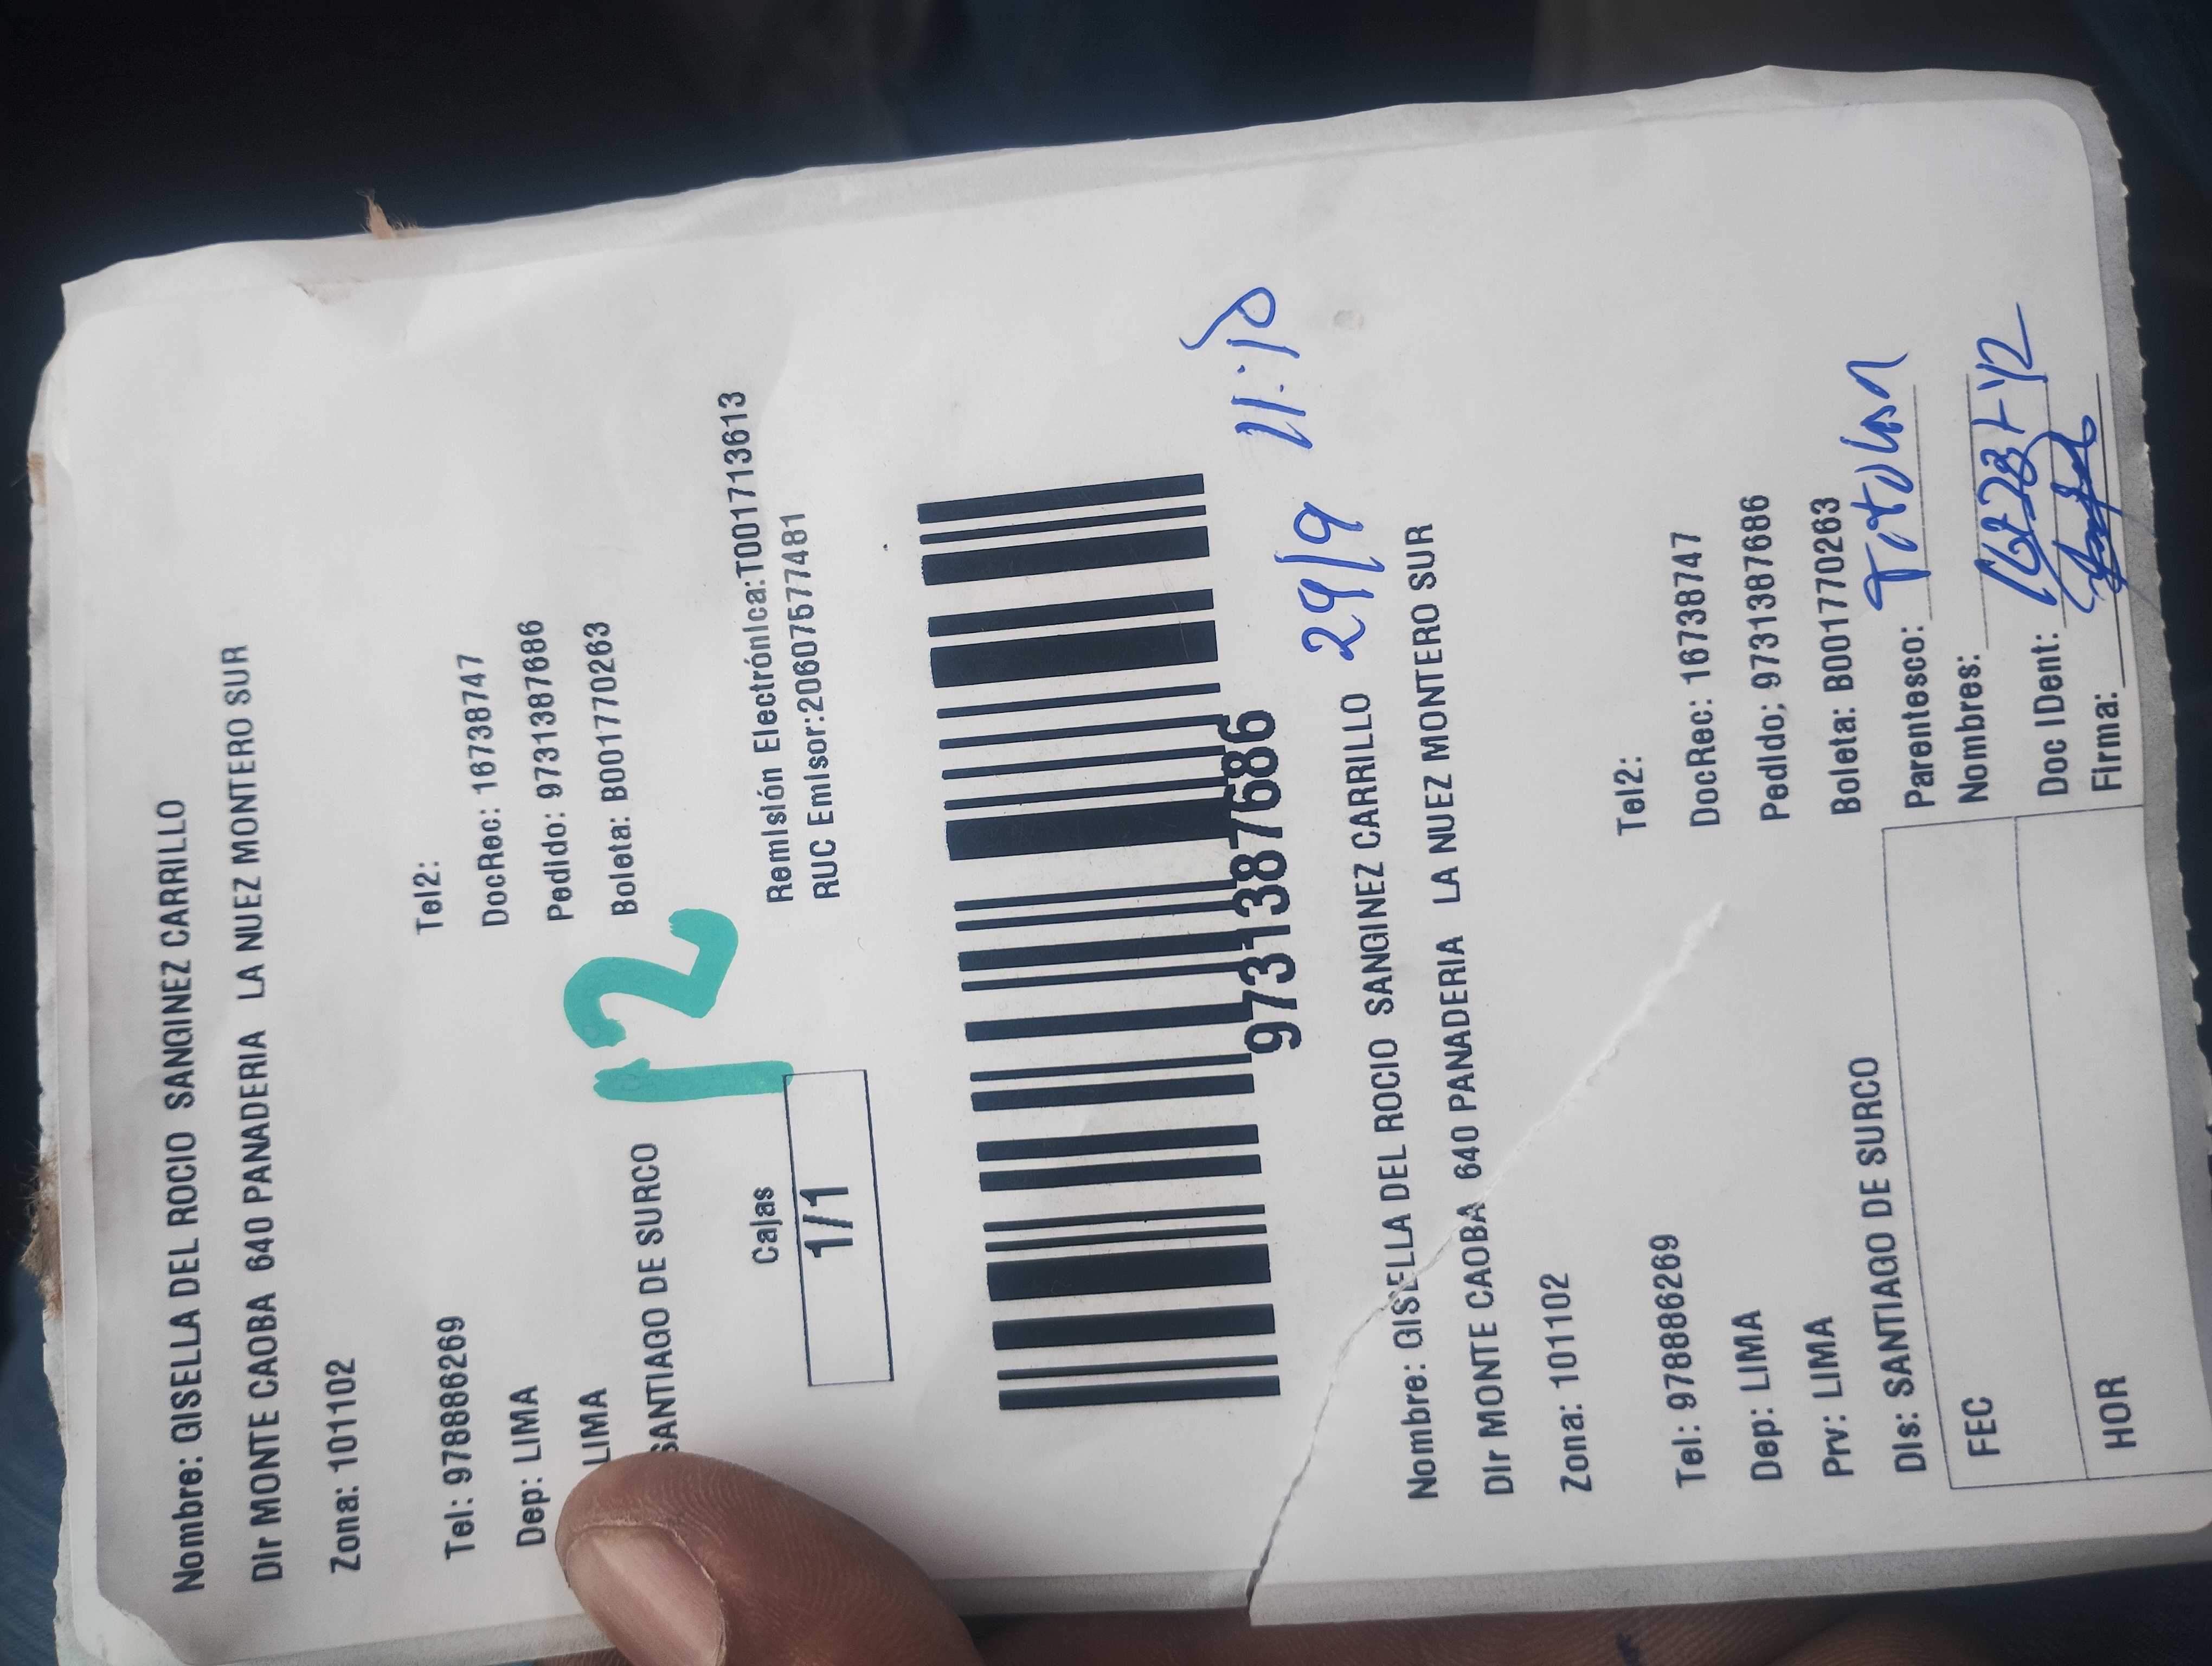 Nombre: GISELLA DEL ROCIO SANGINEZ CARRILLO
Dir MONTE CAOBA 640 PANADERIA LA NUEZ MONTERO SUR
Zona: 101102
Tel2:
Tel: 978886269
DocRec: 16738747
Dep: LIMA
Pedido: 9731387686
LIMA
Boleta: B001770263
SANTIAGO DE SURCO
12
Cajas
1/1
Remisión Electrónica:T001713613
RUC Emisor:20607577481
9731387686
29/9 11:10
Nombre: GISELLA DEL ROCIO SANGINEZ CARRILLO
Dir MONTE CAOBA 640 PANADERIA LA NUEZ MONTERO SUR
Zona: 101102
Tel2:
Tel: 978886269
DocRec: 16738747
Dep: LIMA
Pedido: 9731387686
Prv: LIMA
Boleta: B001770263
Dis: SANTIAGO DE SURCO
Parentesco: Titular
FEC
Nombres:
HOR
Doc IDent:
Firma: